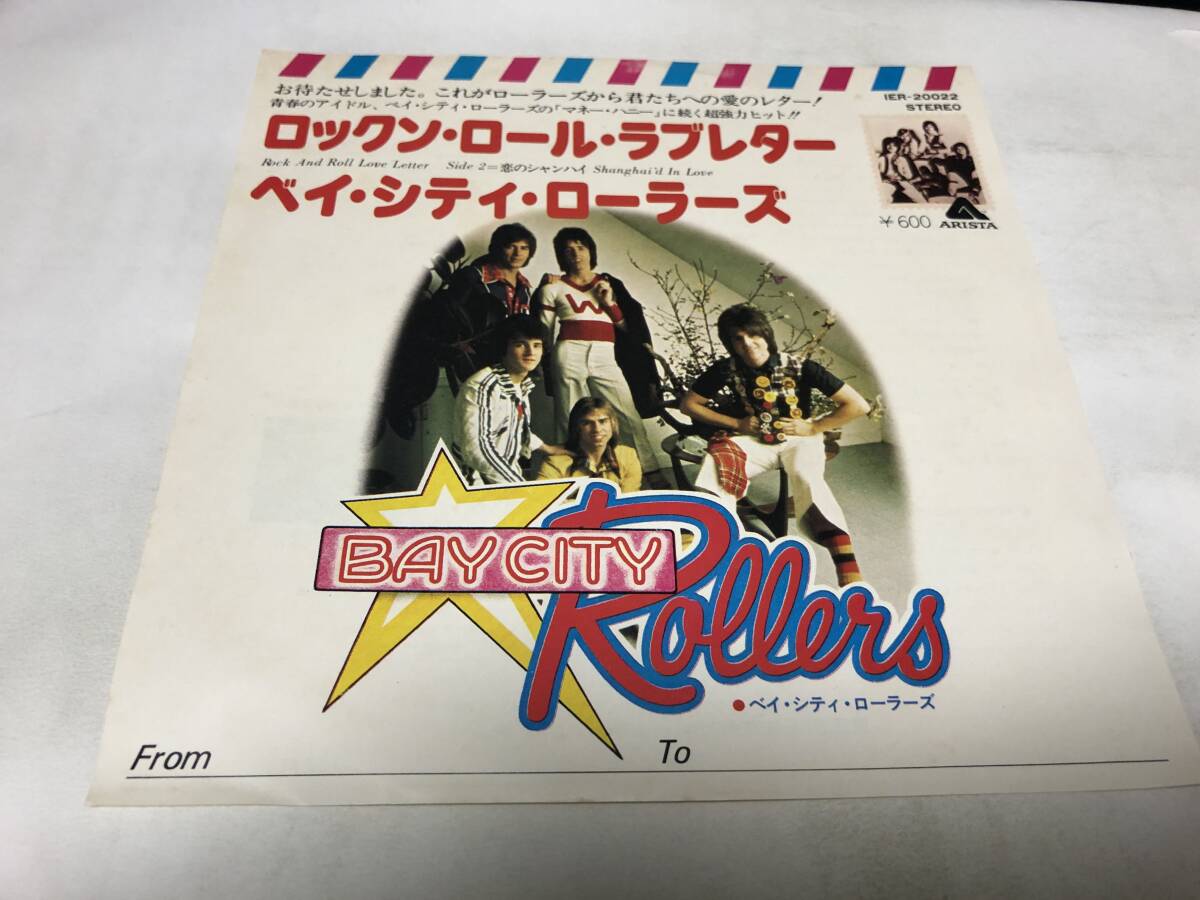 お待たせしました。これがローラーズから君たちへの愛のレター!
青春のアイドル、ベイ・シティ・ローラーズの「マネー・ハニー」に続く超強力ヒット!!
IER-20022
STEREO
ロックン・ロール・ラブレター
Rock And Roll Love Letter Side 2=恋のシャンハイ Shanghai'd In Love
ベイ・シティ・ローラーズ
¥600 ARISTA
W
BAY CITY
Rollers
●ベイ・シティ・ローラーズ
From To